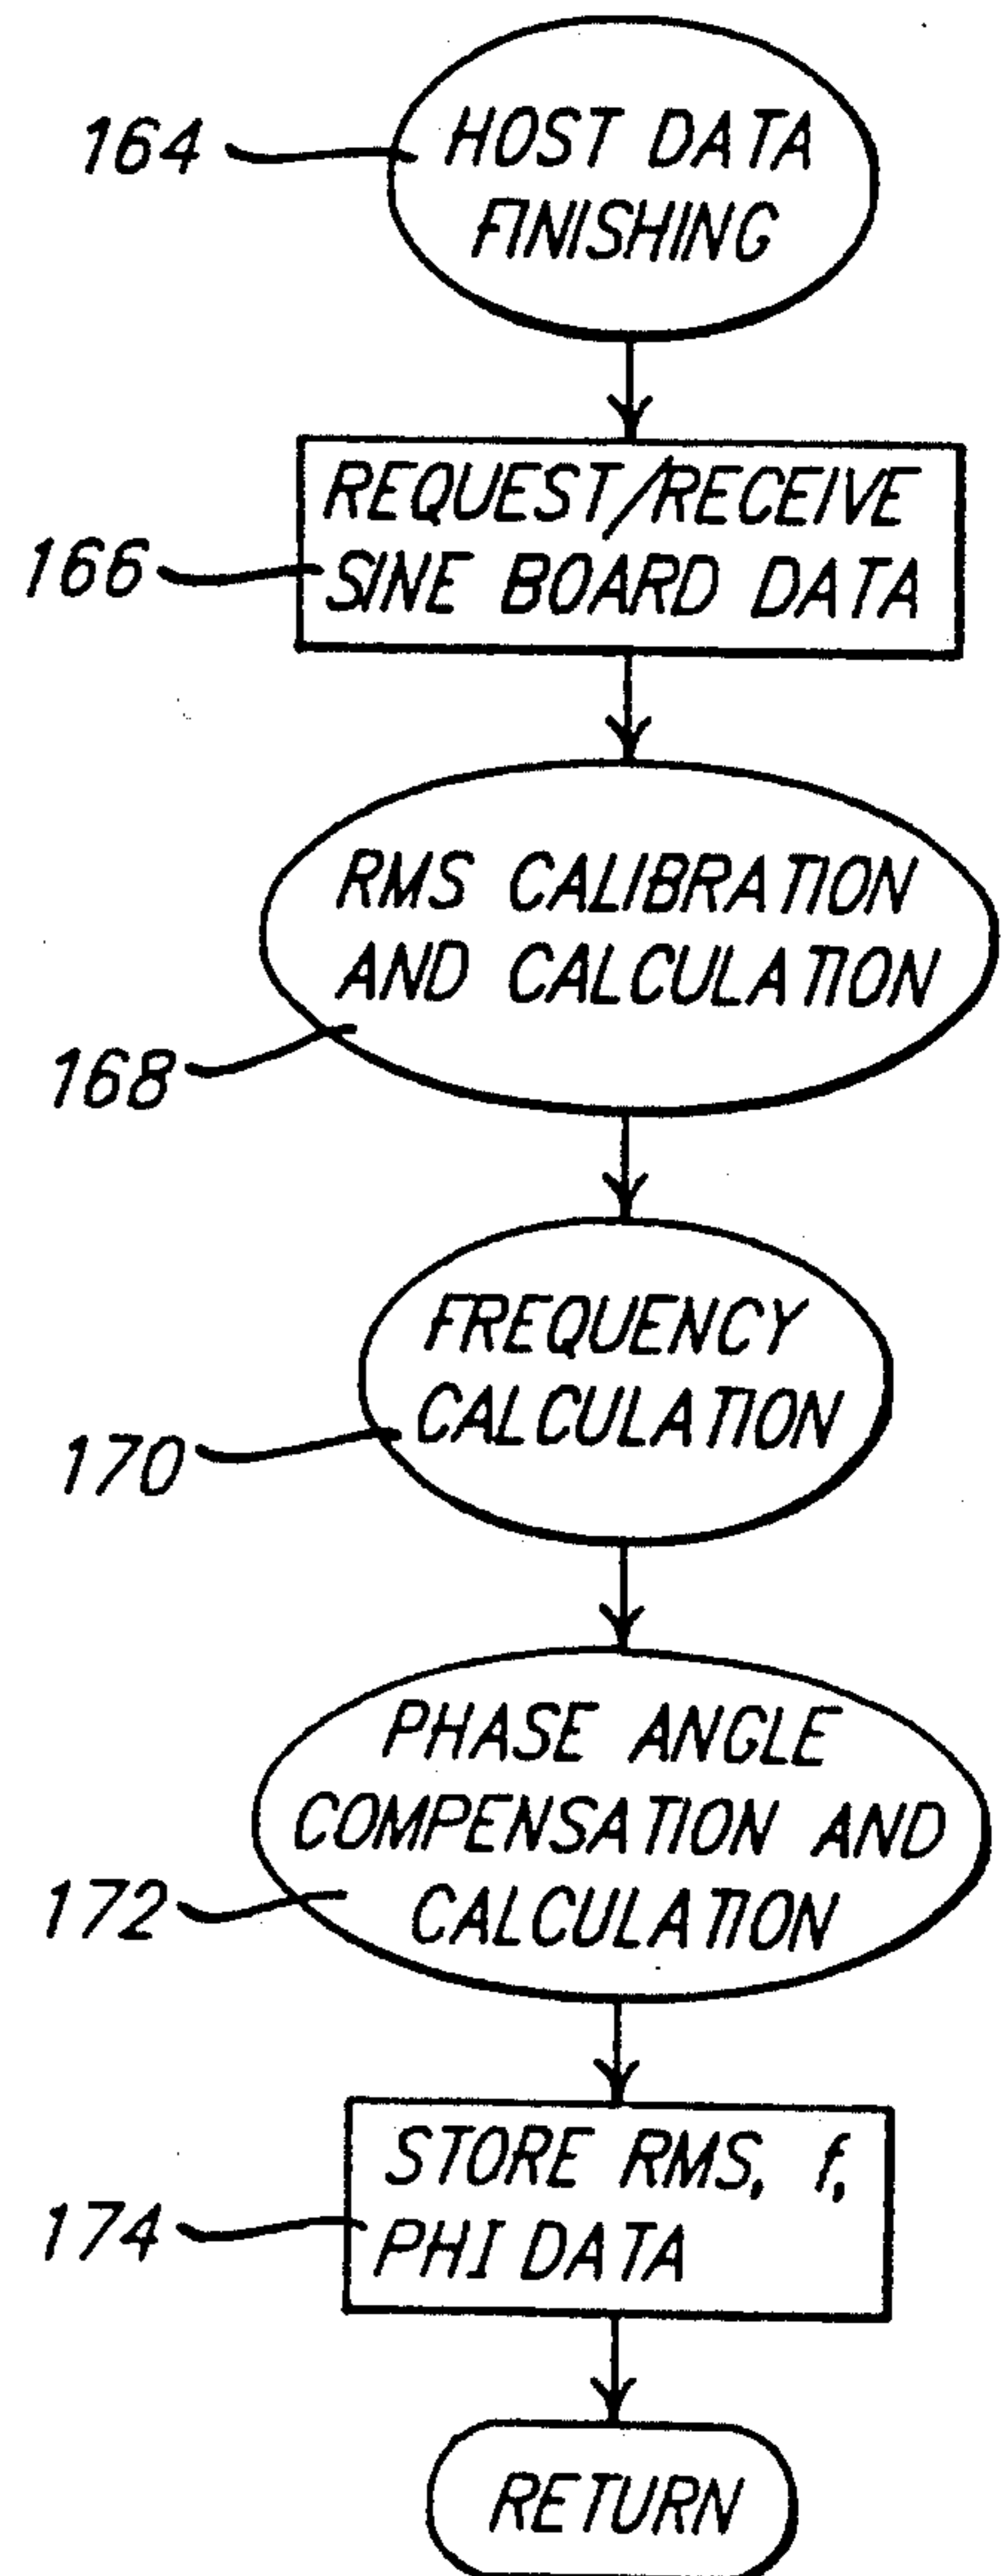 164
HOST DATA
FINISHING
REQUEST/RECEIVE
166
SINE BOARD DATA
RMS CALIBRATION
AND CALCULATION
168
FREQUENCY
CALCULATION
170
PHASE ANGLE
COMPENSATION AND
172
CALCULATION
STORE RMS, f,
174
PHI DATA
RETURN